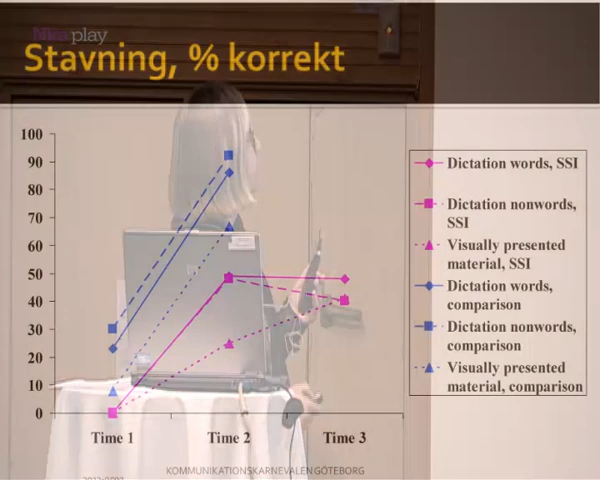 Niva play
Stavning, % korrekt
100
90
80
70
60
50
40
30
20
10
0
Time 1 Time 2 Time 3
Dictation words, SSI
Dictation nonwords,
SSI
Visually presented
material, SSI
Dictation words,
comparison
Dictation nonwords,
comparison
Visually presented
material, comparison
KOMMUNIKATIONSKARNEVALEN GÖTEBORG